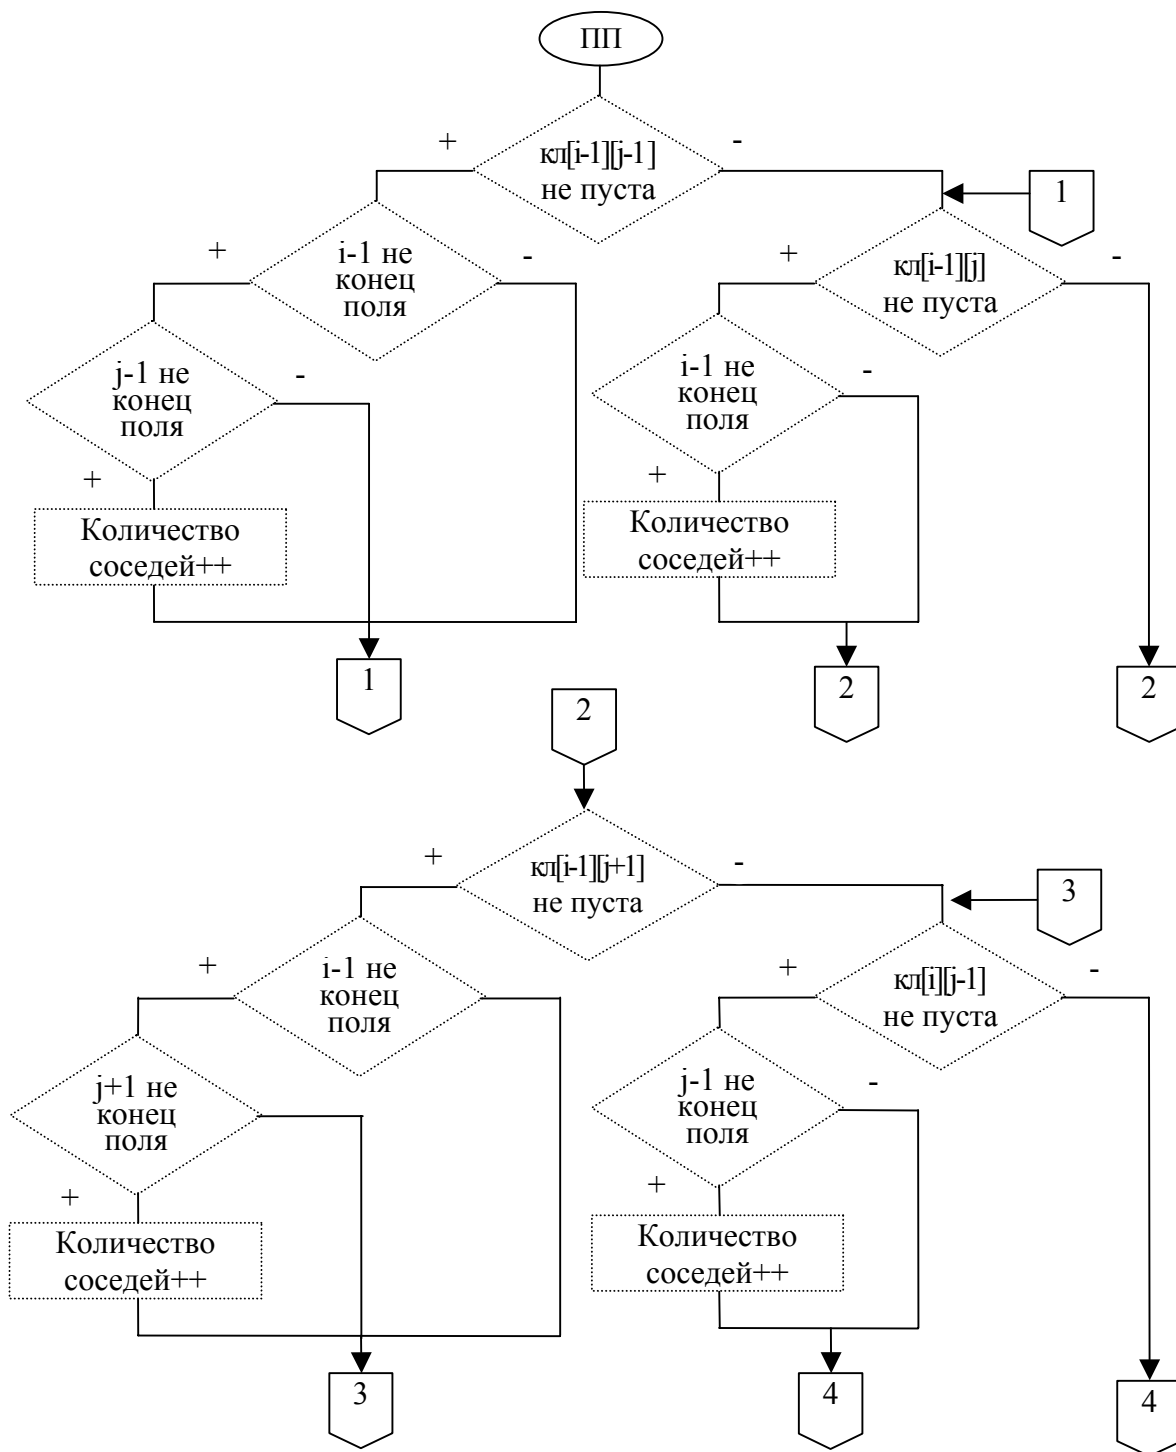 ПП
+
-
кл[i-1][j-1]
не пуста
1
+
i-1 не
конец
поля
-
+
кл[i-1][j]
не пуста
-
j-1 не
конец
поля
-
i-1 не
конец
поля
-
+
+
Количество
соседей++
Количество
соседей++
1
2
2
2
+
кл[i-1][j+1]
не пуста
-
3
+
i-1 не
конец
поля
+
кл[i][j-1]
не пуста
-
j+1 не
конец
поля
j-1 не
конец
поля
-
+
+
Количество
соседей++
Количество
соседей++
3
4
4